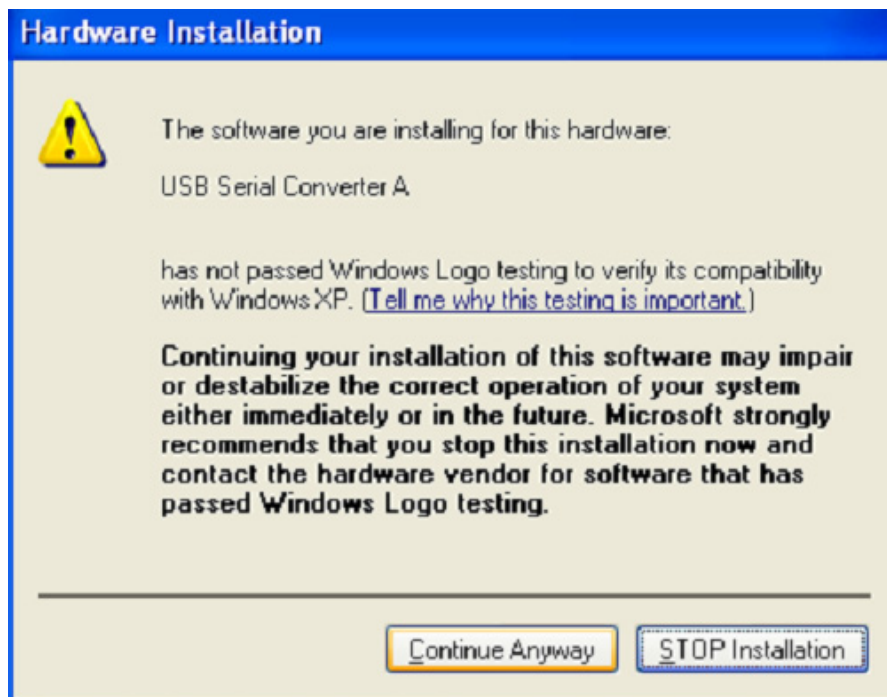 Hardware Installation
The software you are installing for this hardware:
USB Serial Converter A
has not passed Windows Logo testing to verify its compatibility
with Windows XP. (Tell me why this testing is important.)
Continuing your installation of this software may impair
or destabilize the correct operation of your system
either immediately or in the future. Microsoft strongly
recommends that you stop this installation now and
contact the hardware vendor for software that has
passed Windows Logo testing.
Continue Anyway
STOP Installation